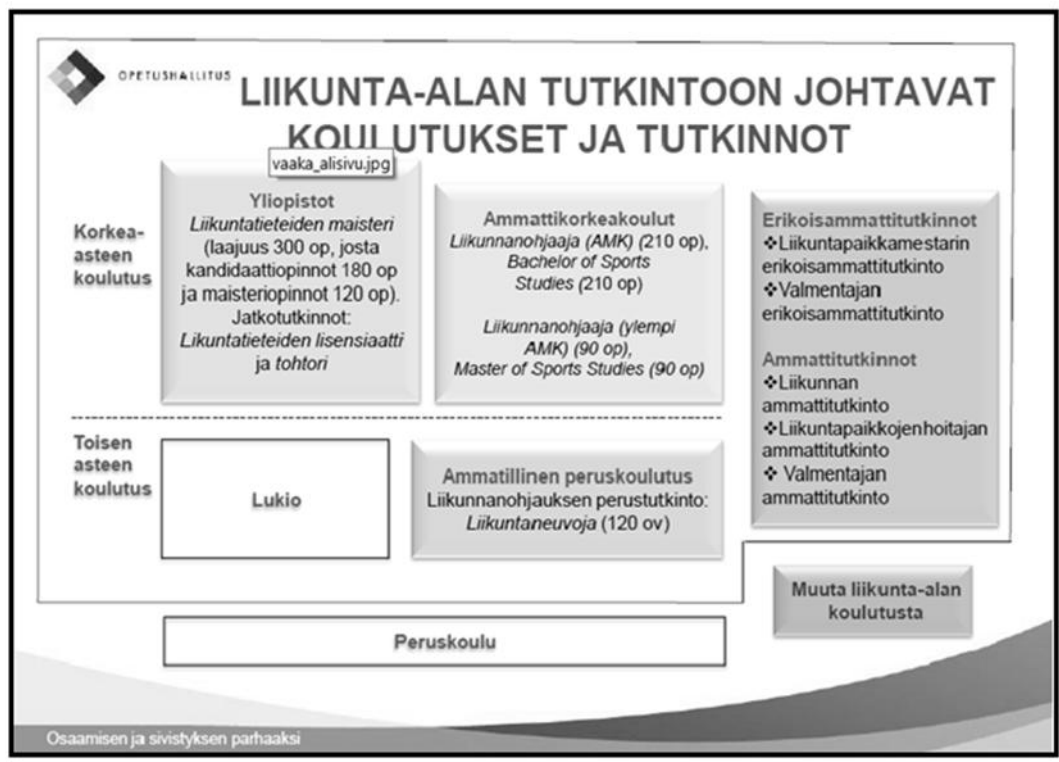 OPETUSHALLITUS
LIIKUNTA-ALAN TUTKINTOON JOHTAVAT
KOULUTUKSET JA TUTKINNOT
vaaka_alisivu.jpg
Korkea-
asteen
koulutus
Yliopistot
Liikuntatieteiden maisteri
(laajuus 300 op, josta
kandidaattiopinnot 180 op
ja maisteriopinnot 120 op).
Jatkotutkinnot:
Likuntatieteiden lisensiaatti
ja tohtori
Ammattikorkeakoulut
Liikunnanohjaaja (AMK) (210 op),
Bachelor of Sports
Studies (210 op)
Liikunnanohjaaja (ylempi
AMK) (90 op),
Master of Sports Studies (90 op)
Erikoisammattitutkinnot
❖Liikuntapaikkamestarin
erikoisammattitutkinto
❖Valmentajan
erikoisammattitutkinto
Ammattitutkinnot
❖Liikunnan
ammattitutkinto
❖Liikuntapaikkojenhoitajan
ammattitutkinto
❖ Valmentajan
ammattitutkinto
Toisen
asteen
koulutus
Lukio
Ammatillinen peruskoulutus
Liikunnanohjauksen perustutkinto:
Liikuntaneuvoja (120 ov)
Muuta liikunta-alan
koulutusta
Peruskoulu
Osaamisen ja sivistyksen parhaaksi